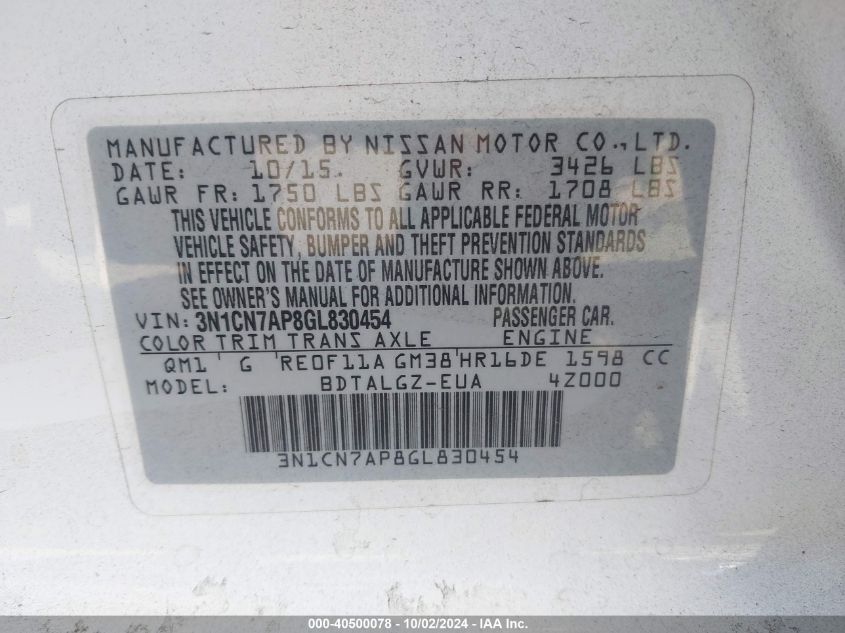 MANUFACTURED BY NISSAN MOTOR CO., LTD.
DATE: 10/15. GVWR: 3426 LBS
GAWR FR: 1750 LBS GAWR RR: 1708 LBS
THIS VEHICLE CONFORMS TO ALL APPLICABLE FEDERAL MOTOR
VEHICLE SAFETY, BUMPER AND THEFT PREVENTION STANDARDS
IN EFFECT ON THE DATE OF MANUFACTURE SHOWN ABOVE.
SEE OWNER'S MANUAL FOR ADDITIONAL INFORMATION.
VIN: 3N1CN7AP8GL830454 PASSENGER CAR.
COLOR TRIM TRANS AXLE ENGINE
QM1 G RE0F11A GM38 HR16DE 1598 CC
MODEL: BDTALGZ-EUA 4Z000
3N1CN7AP8GL830454
000-40500078 - 10/02/2024 - IAA Inc.